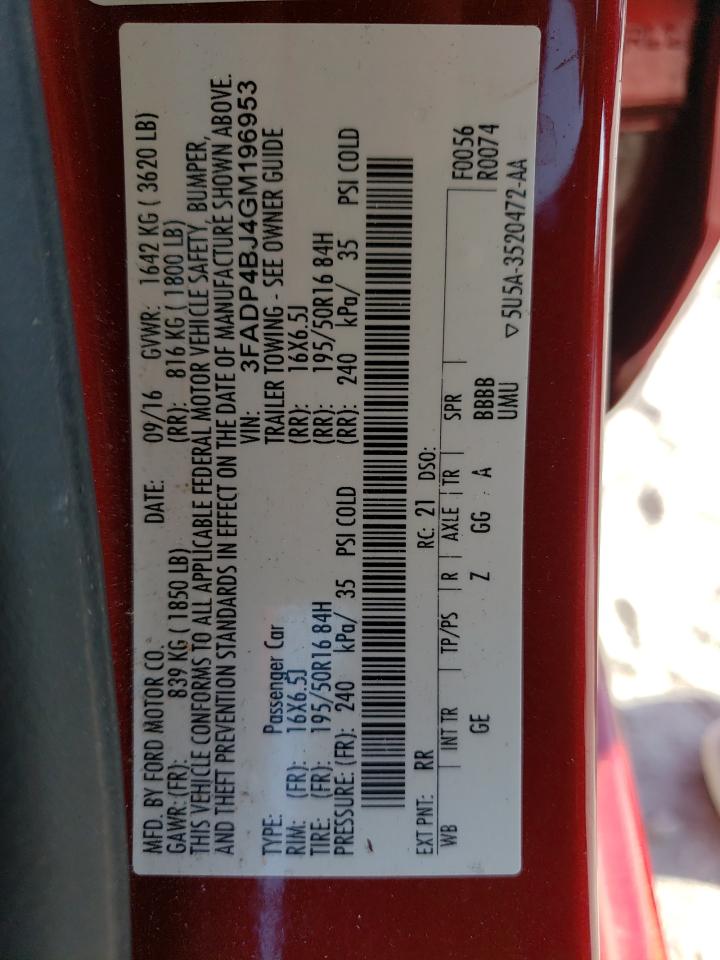 MFD. BY FORD MOTOR CO. DATE: 09/16 GVWR: 1642 KG ( 3620 LB)
GAWR: (FR): 839 KG ( 1850 LB) (RR): 816 KG ( 1800 LB)
THIS VEHICLE CONFORMS TO ALL APPLICABLE FEDERAL MOTOR VEHICLE SAFETY, BUMPER,
AND THEFT PREVENTION STANDARDS IN EFFECT ON THE DATE OF MANUFACTURE SHOWN ABOVE.
VIN: 3FADP4BJ4GM196953
TYPE: Passenger Car TRAILER TOWING - SEE OWNER GUIDE
RIM: (FR): 16X6.5J (RR): 16X6.5J
TIRE: (FR): 195/50R16 84H (RR): 195/50R16 84H
PRESSURE: (FR): 240 kPa/ 35 PSI COLD (RR): 240 kPa/ 35 PSI COLD
EXT PNT: RR RC: 21 DSO: F0056
WB INT TR TP/PS R AXLE TR SPR R0074
GE Z GG A BBBB
UMU ▽5U5A-3520472-AA